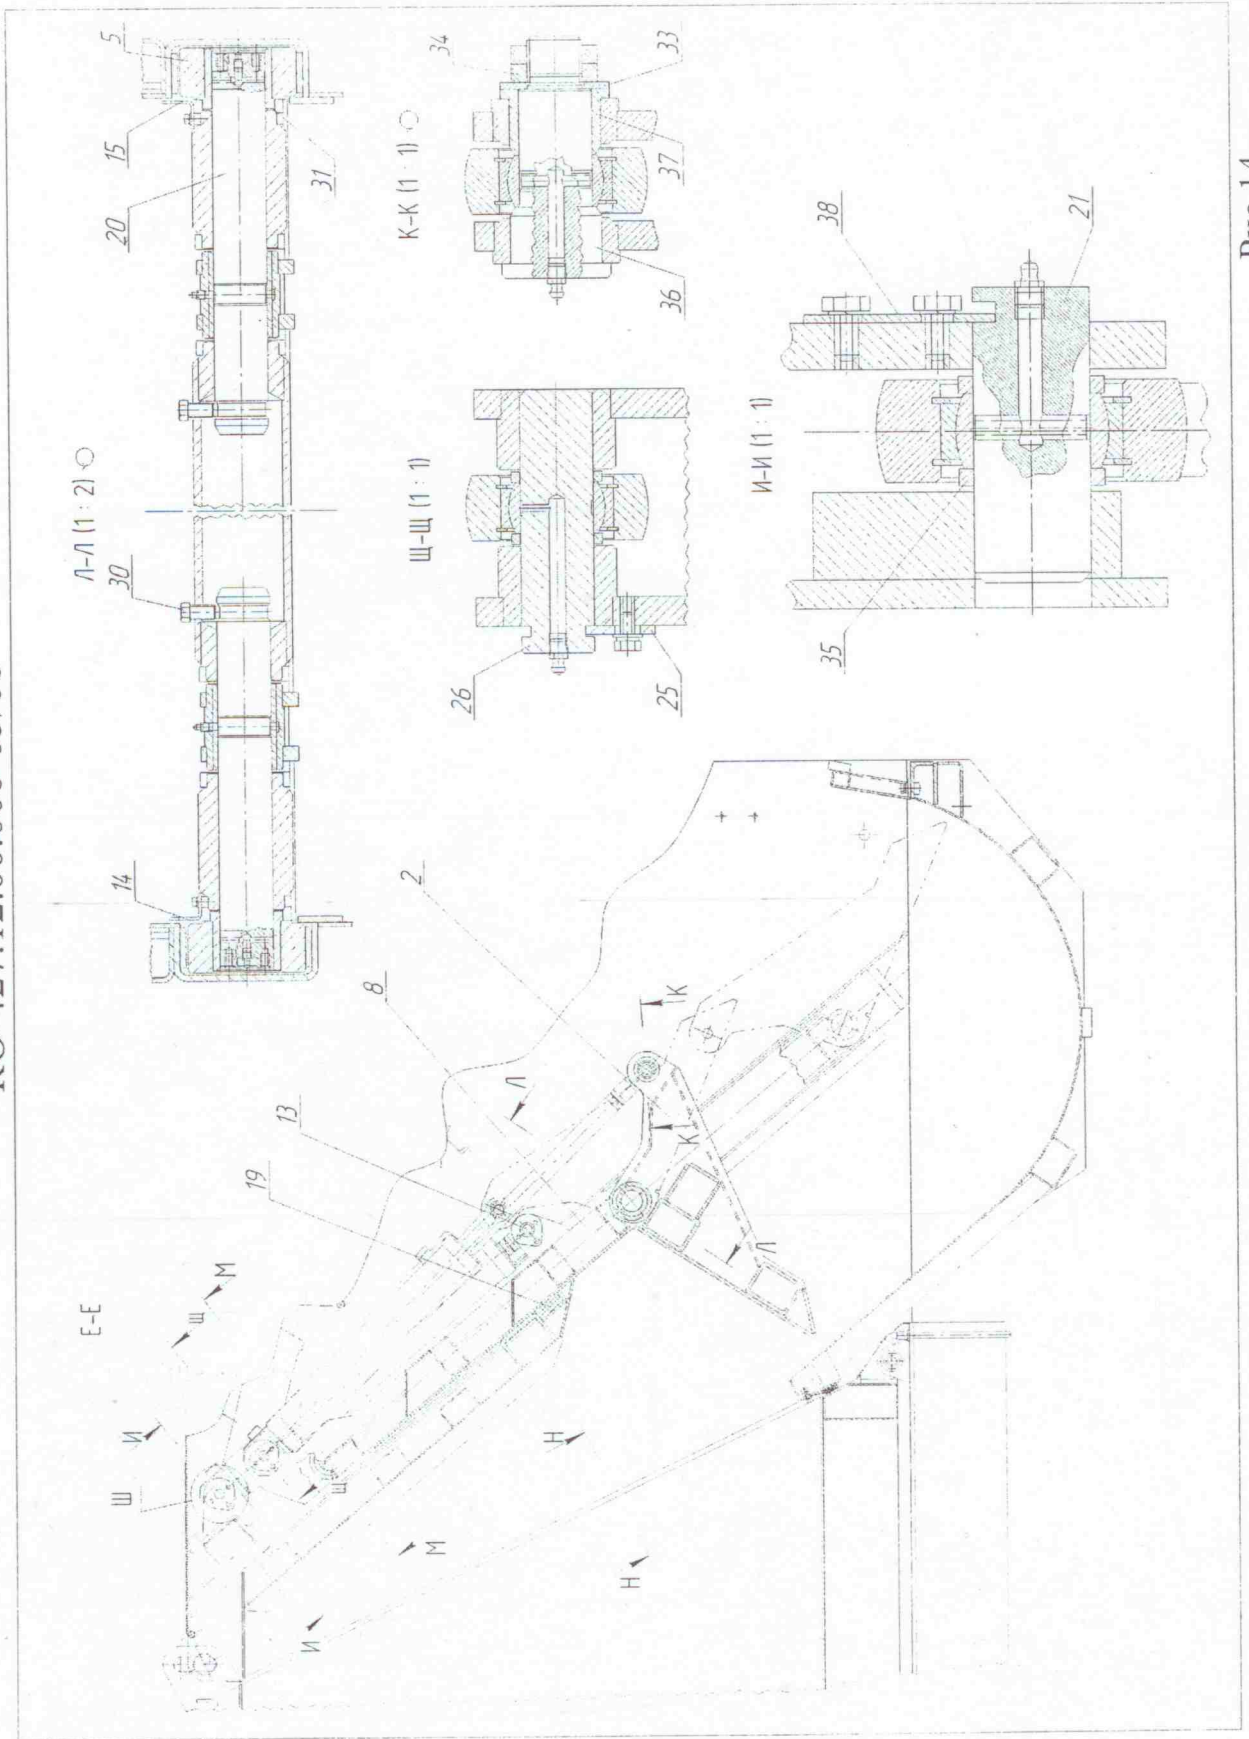 Е-Е
Ш
И
Щ
М
19
13
8
2
Л
К
К
Л
Щ
М
И
Н
Н
Л-Л (1 : 2)
14
30
20
15
5
31
Щ-Щ (1 : 1)
26
25
К-К (1 : 1)
34
33
36
37
И-И (1 : 1)
35
38
21
Рис.14